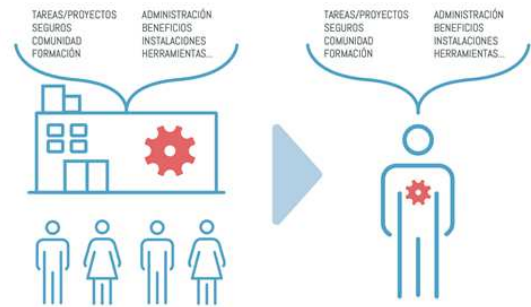 TAREAS/PROYECTOS
SEGUROS
COMUNIDAD
FORMACIÓN
ADMINISTRACIÓN
BENEFICIOS
INSTALACIONES
HERRAMIENTAS...
TAREAS/PROYECTOS
SEGUROS
COMUNIDAD
FORMACIÓN
ADMINISTRACIÓN
BENEFICIOS
INSTALACIONES
HERRAMIENTAS...